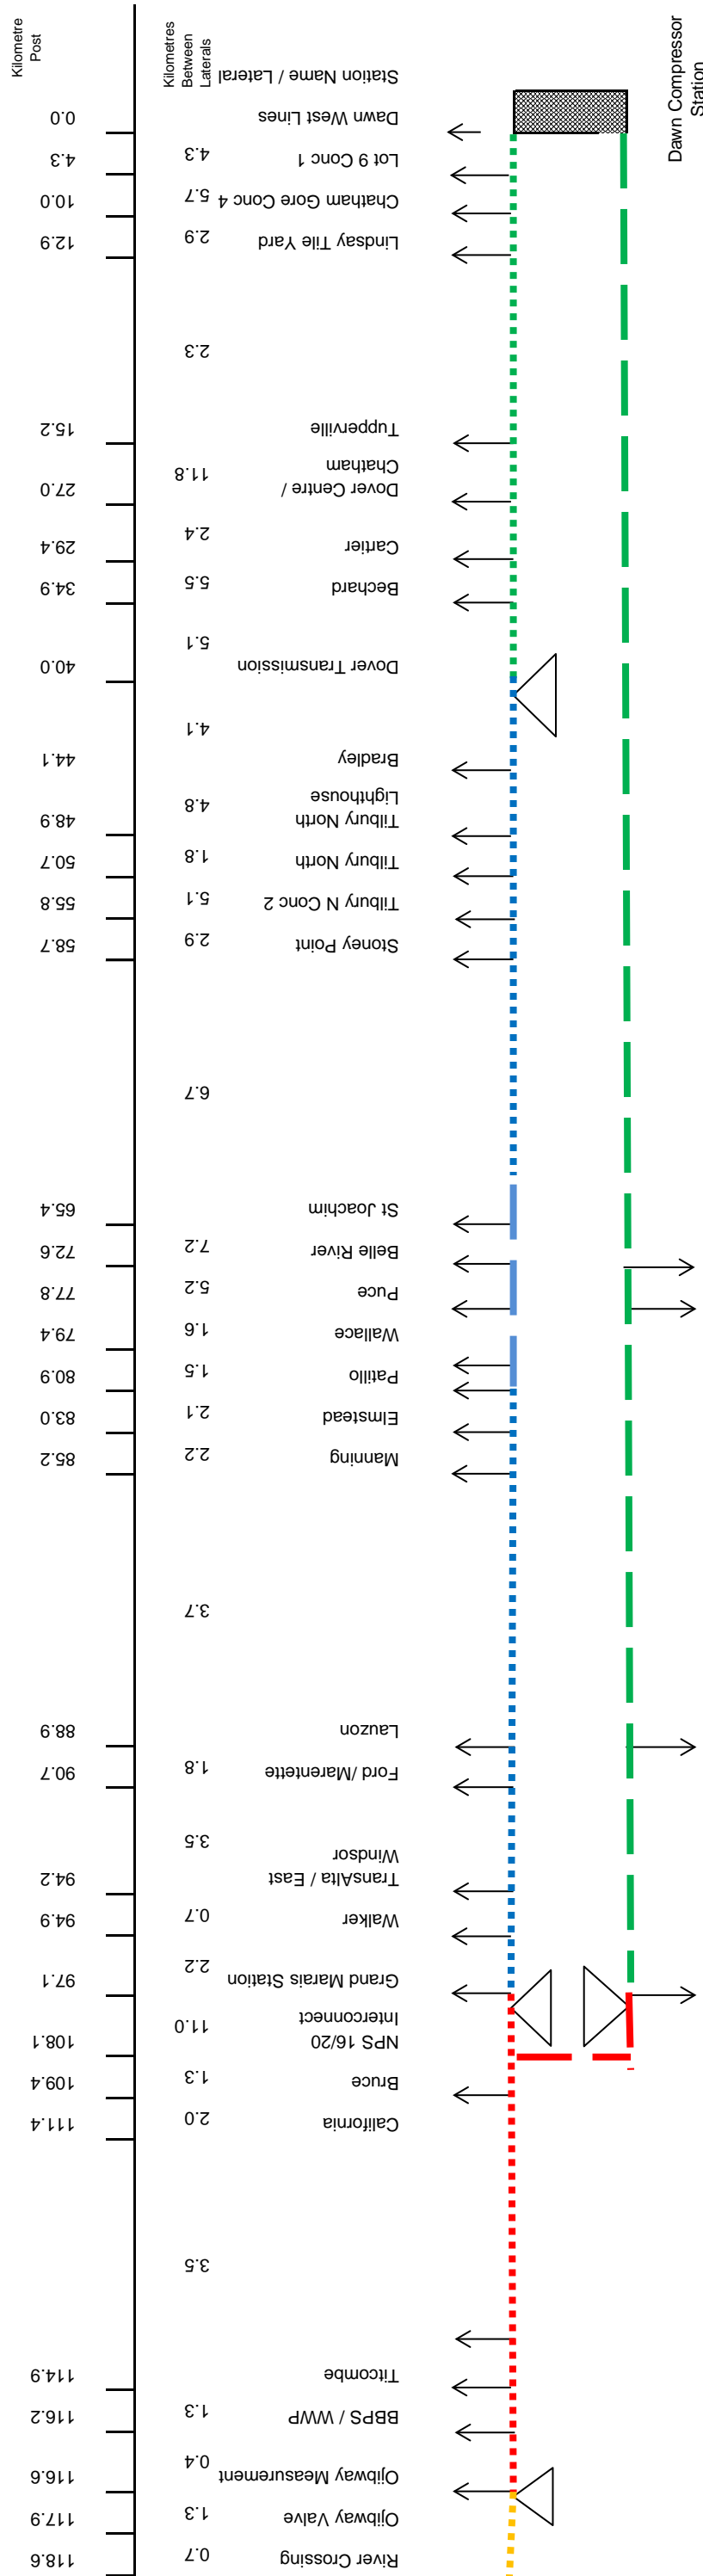 Kilometre
Post
Kilometres
Between
Laterals
Station Name / Lateral
Dawn Compressor
Station
0.0
Dawn West Lines
4.3
4.3
Lot 9 Conc 1
10.0
5.7
Chatham Gore Conc 4
12.9
2.9
Lindsay Tile Yard
2.3
15.2
Tupperville
11.8
27.0
Dover Centre /
Chatham
2.4
29.4
Cartier
5.5
34.9
Bechard
5.1
40.0
Dover Transmission
4.1
44.1
Bradley
4.8
48.9
Tilbury North
Lighthouse
1.8
50.7
Tilbury North
5.1
55.8
Tilbury N Conc 2
2.9
58.7
Stoney Point
6.7
65.4
St Joachim
7.2
72.6
Belle River
5.2
77.8
Puce
1.6
79.4
Wallace
1.5
80.9
Patillo
2.1
83.0
Elmstead
2.2
85.2
Manning
3.7
88.9
Lauzon
1.8
90.7
Ford /Marentette
3.5
94.2
TransAlta / East
Windsor
0.7
94.9
Walker
2.2
97.1
Grand Marais Station
11.0
108.1
NPS 16/20
Interconnect
1.3
109.4
Bruce
2.0
111.4
California
3.5
114.9
Titcombe
1.3
116.2
BBPS / WWP
0.4
116.6
Ojibway Measurement
1.3
117.9
Ojibway Valve
0.7
118.6
River Crossing